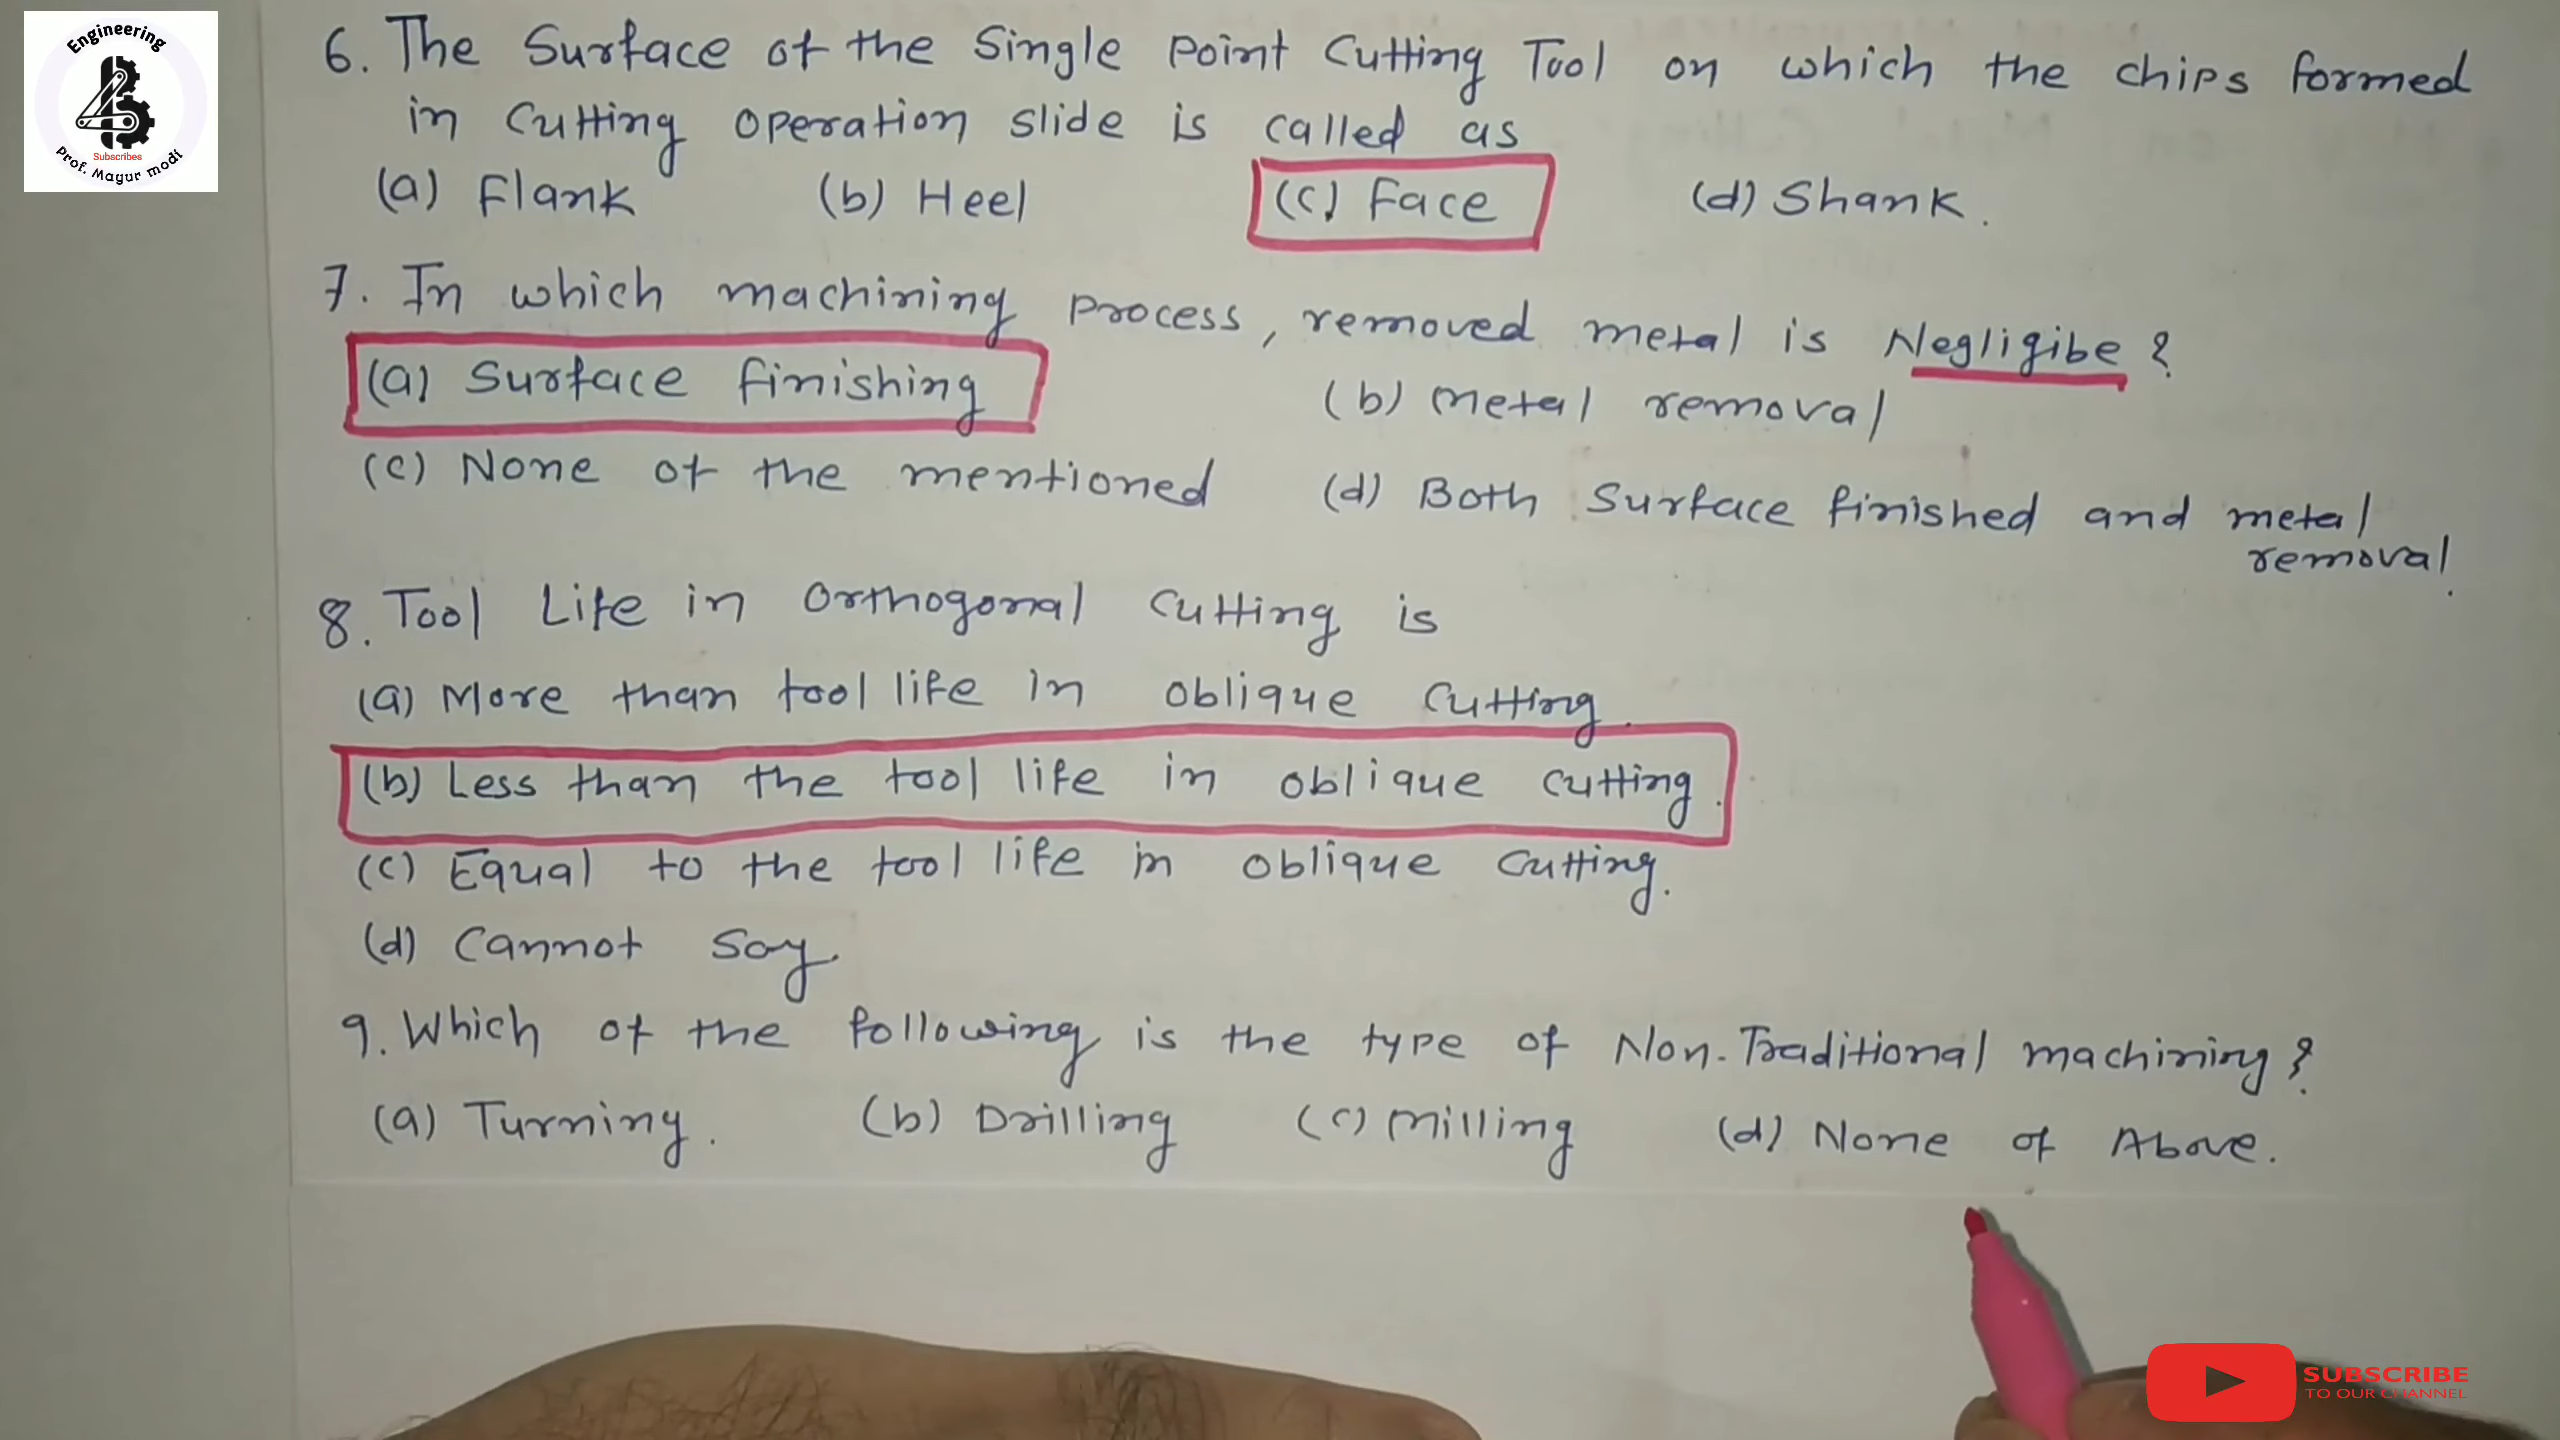 Engineering
Subscribes
Prof. Mayur modi
6. The Surface of the Single Point Cutting Tool on which the chips formed
in Cutting Operation slide is called as
(a) Flank (b) Heel (c) Face (d) Shank.
7. In which machining Process, removed metal is Negligibe?
(a) Surface finishing (b) metal removal
(c) None of the mentioned (d) Both Surface finished and metal
removal.
8. Tool Life in Orthogonal Cutting is
(a) More than tool life in oblique Cutting.
(b) Less than the tool life in oblique cutting.
(c) Equal to the tool life in oblique Cutting.
(d) Cannot Say.
9. Which of the following is the type of Non-Traditional machining?
(a) Turning. (b) Drilling (c) milling (d) None of Above.
SUBSCRIBE
TO OUR CHANNEL